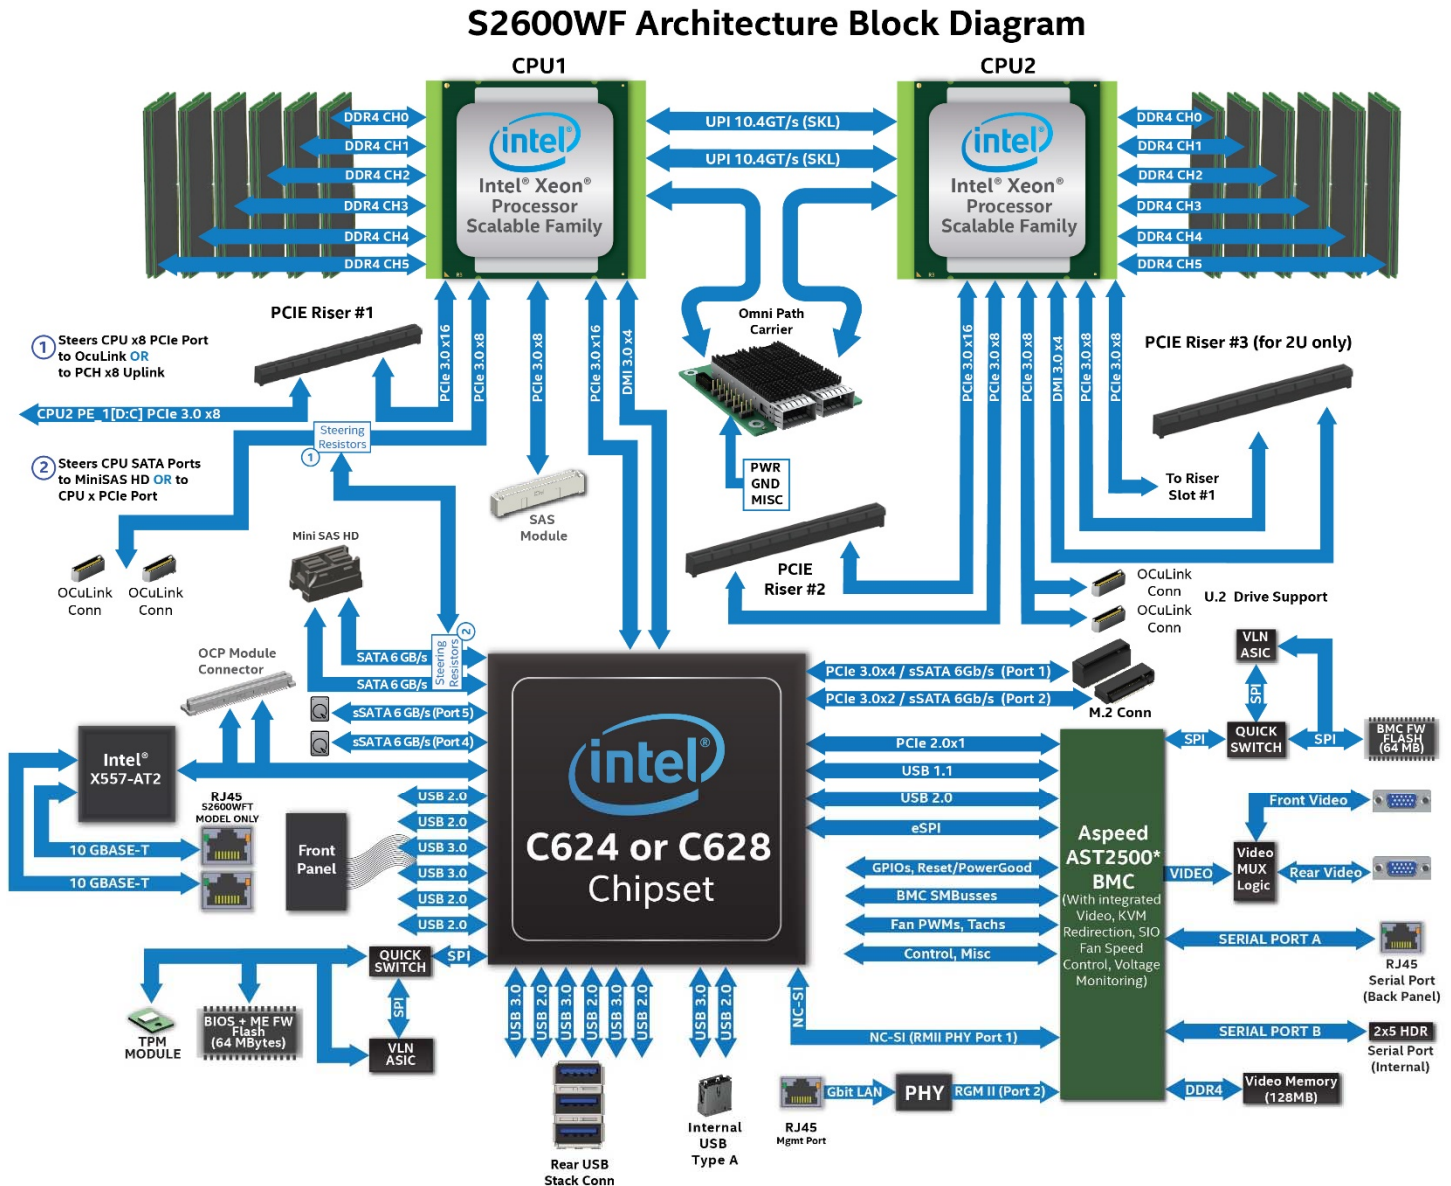 S2600WF Architecture Block Diagram
CPU1
CPU2
DDR4 CH0
DDR4 CH1
DDR4 CH2
DDR4 CH3
DDR4 CH4
DDR4 CH5
intel®
Intel® Xeon®
Processor
Scalable Family
UPI 10.4GT/s (SKL)
UPI 10.4GT/s (SKL)
intel®
Intel® Xeon®
Processor
Scalable Family
DDR4 CH0
DDR4 CH1
DDR4 CH2
DDR4 CH3
DDR4 CH4
DDR4 CH5
PCIE Riser #1
1 Steers CPU x8 PCIe Port
to OcuLink OR
to PCH x8 Uplink
CPU2 PE_1[D:C] PCIe 3.0 x8
Steering
Resistors
1
2 Steers CPU SATA Ports
to MiniSAS HD OR to
CPU x PCIe Port
PCIe 3.0 x16
PCIe 3.0 x8
PCIe 3.0 x8
PCIe 3.0 x16
DMI 3.0 x4
Omni Path
Carrier
PWR
GND
MISC
PCIe 3.0 x16
PCIe 3.0 x8
PCIe 3.0 x8
DMI 3.0 x4
PCIe 3.0 x8
PCIe 3.0 x8
PCIE Riser #3 (for 2U only)
To Riser
Slot #1
SAS
Module
Mini SAS HD
OCuLink
Conn
OCuLink
Conn
PCIE
Riser #2
OCuLink
Conn
OCuLink
Conn
U.2 Drive Support
OCP Module
Connector
SATA 6 GB/s
SATA 6 GB/s
Steering
Resistors
2
sSATA 6 GB/s (Port 5)
sSATA 6 GB/s (Port 4)
PCIe 3.0x4 / sSATA 6Gb/s (Port 1)
PCIe 3.0x2 / sSATA 6Gb/s (Port 2)
M.2 Conn
VLN
ASIC
SPI
SPI
QUICK
SWITCH
SPI
BMC FW
FLASH
(64 MB)
Intel®
X557-AT2
RJ45
S2600WFT
MODEL ONLY
10 GBASE-T
10 GBASE-T
Front
Panel
USB 2.0
USB 2.0
USB 3.0
USB 3.0
USB 2.0
USB 2.0
intel®
C624 or C628
Chipset
PCIe 2.0x1
USB 1.1
USB 2.0
eSPI
GPIOs, Reset/PowerGood
BMC SMBusses
Fan PWMs, Tachs
Control, Misc
Aspeed
AST2500*
BMC
(With integrated
Video, KVM
Redirection, SIO
Fan Speed
Control, Voltage
Monitoring)
VIDEO
Video
MUX
Logic
Front Video
Rear Video
SERIAL PORT A
RJ45
Serial Port
(Back Panel)
SERIAL PORT B
2x5 HDR
Serial Port
(Internal)
DDR4
Video Memory
(128MB)
QUICK
SWITCH
SPI
SPI
VLN
ASIC
TPM
MODULE
BIOS + ME FW
Flash
(64 MBytes)
USB 3.0
USB 2.0
USB 3.0
USB 2.0
USB 3.0
USB 2.0
USB 3.0
USB 2.0
NC-SI
NC-SI (RMII PHY Port 1)
Gbit LAN
PHY
RGM II (Port 2)
RJ45
Mgmt Port
Rear USB
Stack Conn
Internal
USB
Type A